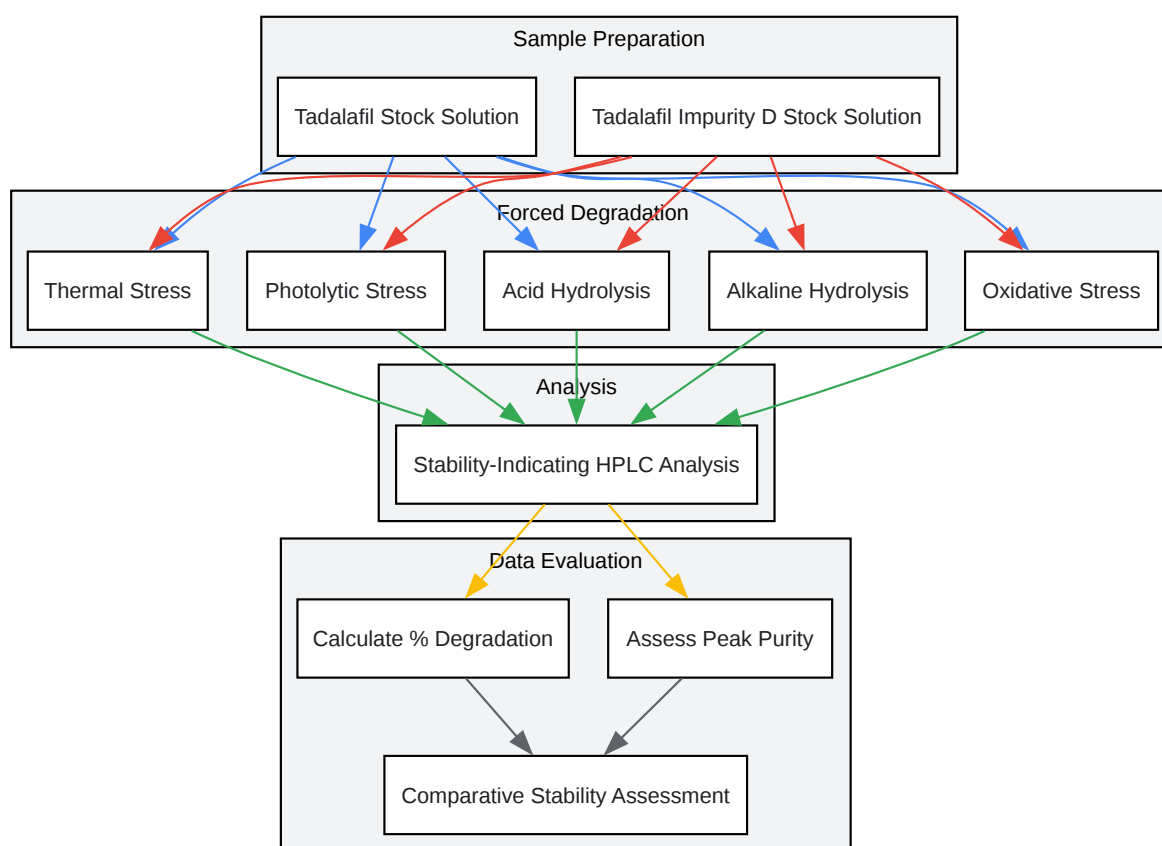 Sample Preparation
Tadalafil Stock Solution
Tadalafil Impurity D Stock Solution
Forced Degradation
Thermal Stress
Photolytic Stress
Acid Hydrolysis
Alkaline Hydrolysis
Oxidative Stress
Analysis
Stability-Indicating HPLC Analysis
Data Evaluation
Calculate % Degradation
Assess Peak Purity
Comparative Stability Assessment